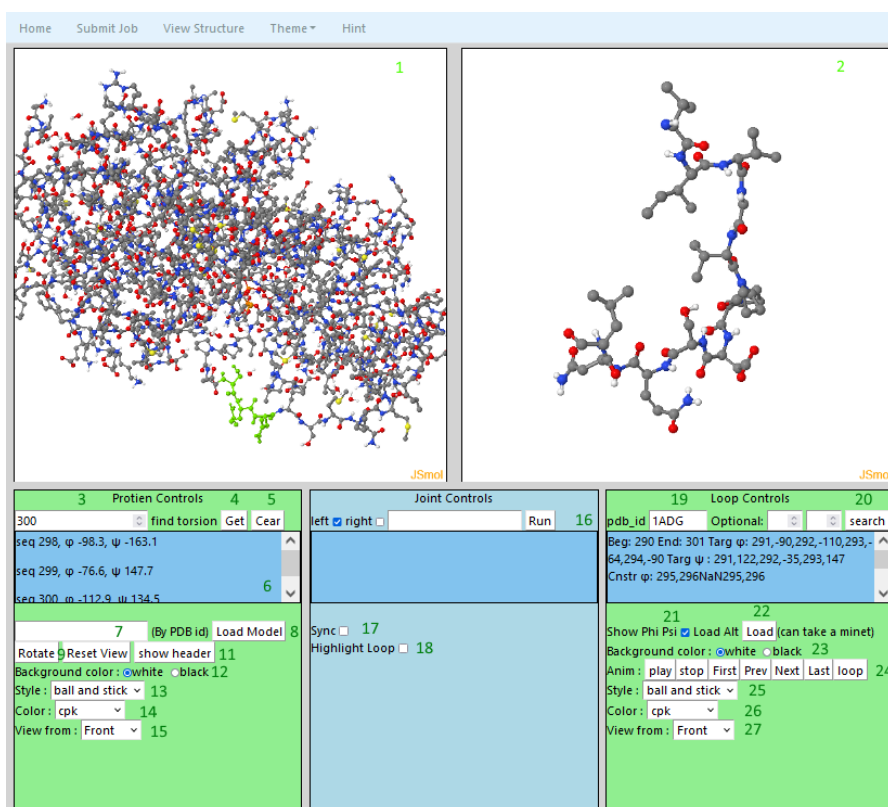 Home Submit Job View Structure Theme Hint
1
2
JSmol
JSmol
3 Protien Controls 4 5
300 find torsion Get Cear
seq 298, φ -98.3, ψ -163.1
seq 299, φ -76.6, ψ 147.7
6
seq 300, φ -112.9, ψ 134.5
7 (By PDB id) Load Model 8
Rotate 9 Reset View show header 11
Background color : white black 12
Style : ball and stick 13
Color : cpk 14
View from : Front 15
Joint Controls
left right Run 16
Sync 17
Highlight Loop 18
19 Loop Controls 20
pdb_id 1ADG Optional: search
Beg: 290 End: 301 Targ φ: 291,-90,292,-110,293,-
64,294,-90 Targ ψ : 291,122,292,-35,293,147
Cnstr φ: 295,296NaN295,296
21 22
Show Phi Psi Load Alt Load (can take a minet)
Background color : white black 23
Anim : play stop First Prev Next Last loop 24
Style : ball and stick 25
Color : cpk 26
View from : Front 27